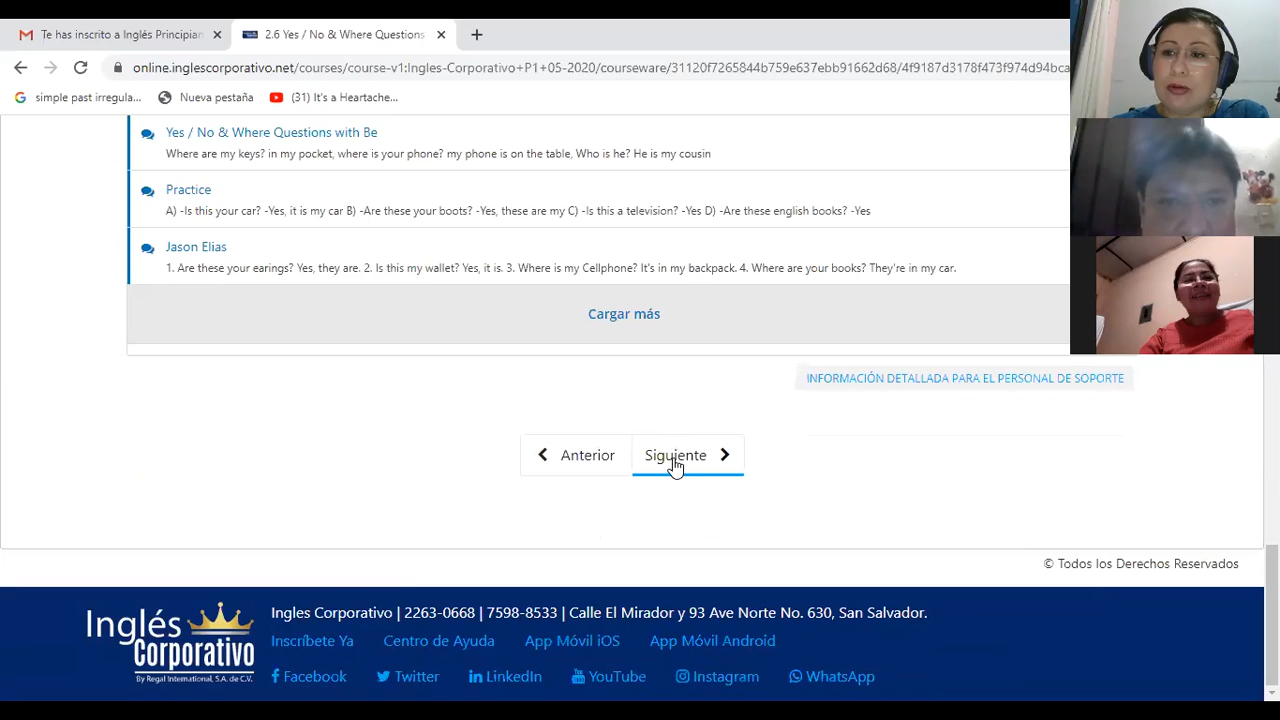 Te has inscrito a Inglés Principian
2.6 Yes / No & Where Questions
online.inglescorporativo.net/courses/course-v1:Ingles-Corporativo+P1+05-2020/courseware/31120f7265844b759e637ebb91662d68/4f9187d3178f473f974d94bca
simple past irregula...
Nueva pestaña
(31) It's a Heartache...
Yes / No & Where Questions with Be
Where are my keys? in my pocket, where is your phone? my phone is on the table, Who is he? He is my cousin
Practice
A) -Is this your car? -Yes, it is my car B) -Are these your boots? -Yes, these are my C) -Is this a television? -Yes D) -Are these english books? -Yes
Jason Elias
1. Are these your earings? Yes, they are. 2. Is this my wallet? Yes, it is. 3. Where is my Cellphone? It's in my backpack. 4. Where are your books? They're in my car.
Cargar más
INFORMACIÓN DETALLADA PARA EL PERSONAL DE SOPORTE
Anterior
Siguiente
© Todos los Derechos Reservados
Inglés Corporativo
By Regal International, S.A. de C.V.
Ingles Corporativo | 2263-0668 | 7598-8533 | Calle El Mirador y 93 Ave Norte No. 630, San Salvador.
Inscríbete Ya
Centro de Ayuda
App Móvil iOS
App Móvil Android
Facebook
Twitter
LinkedIn
YouTube
Instagram
WhatsApp